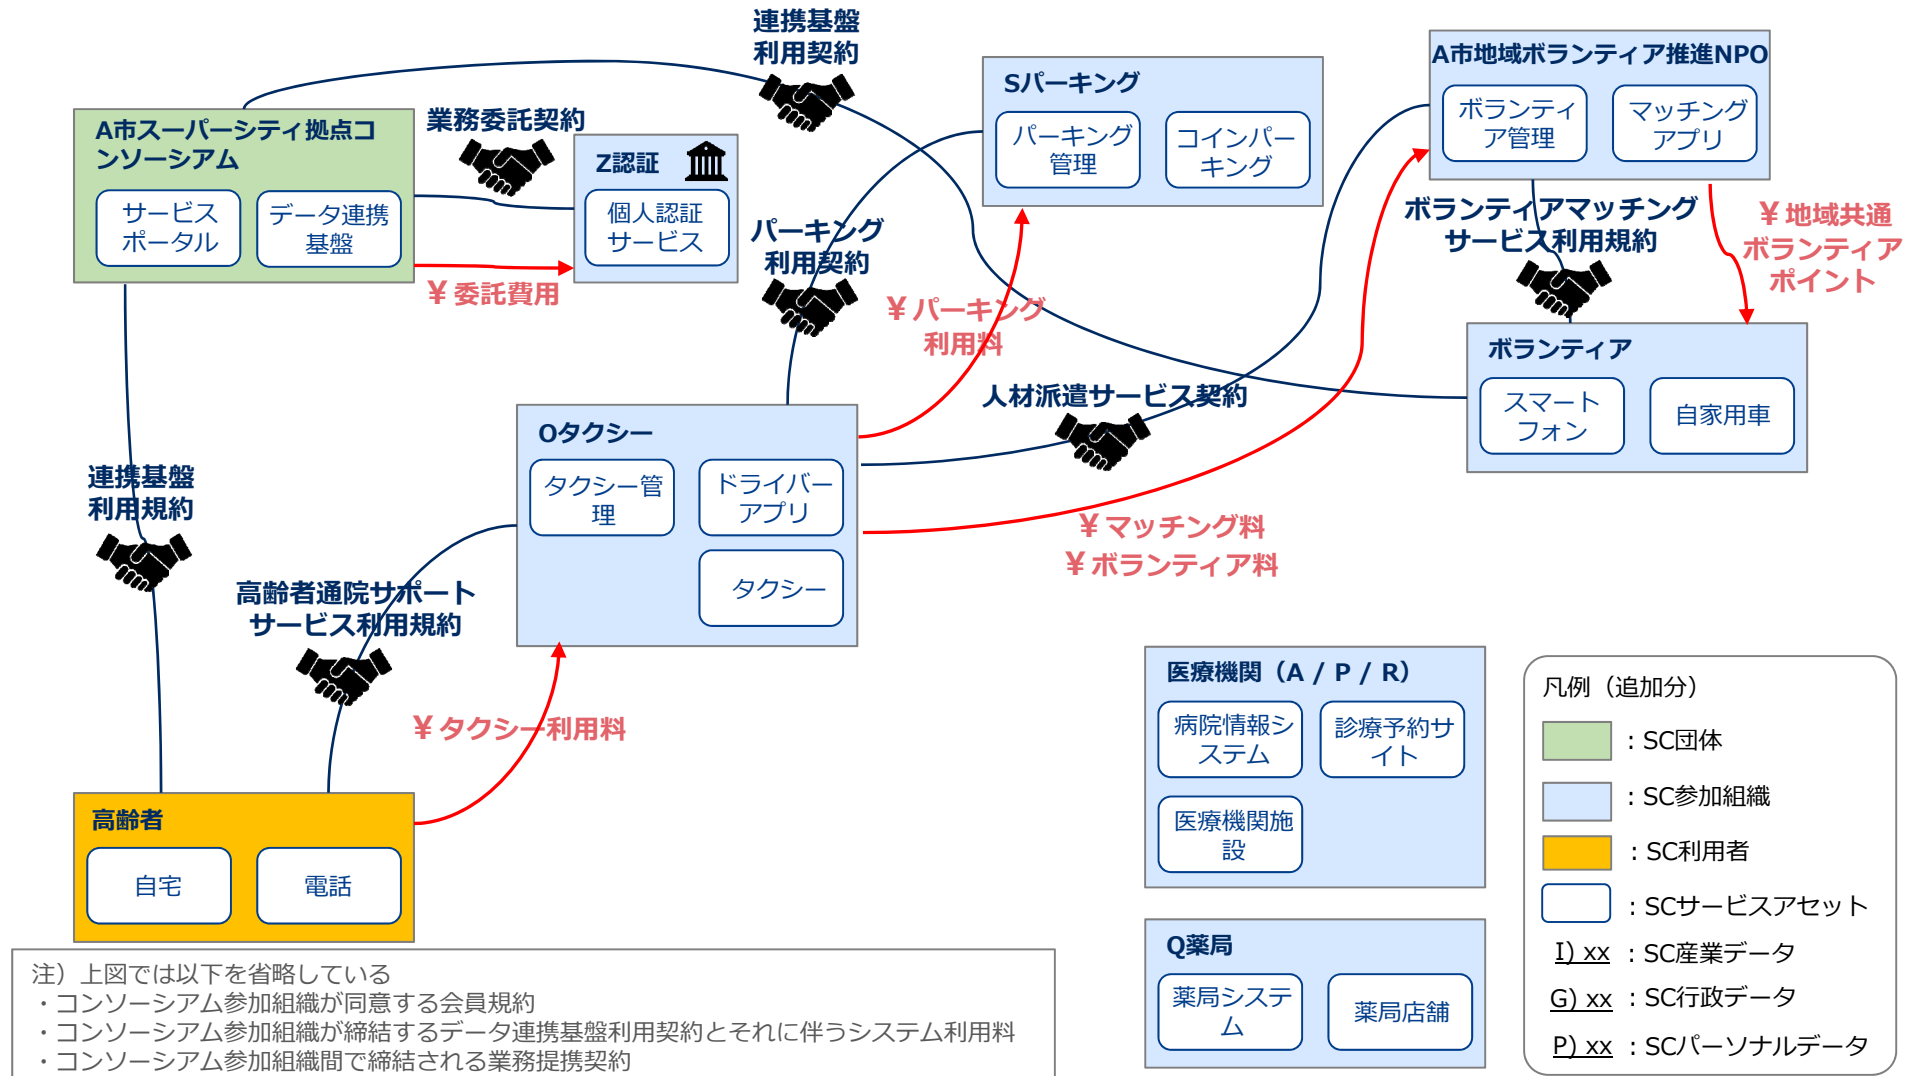 連携基盤
利用契約
A市スーパーシティ拠点コ
ンソーシアム
サービス
ポータル
データ連携
基盤
業務委託契約
Z認証
個人認証
サービス
¥ 委託費用
Sパーキング
パーキング
管理
コインパー
キング
パーキング
利用契約
¥ パーキング
利用料
A市地域ボランティア推進NPO
ボランティ
ア管理
マッチング
アプリ
ボランティアマッチング
サービス利用規約
¥ 地域共通
ボランティア
ポイント
ボランティア
スマート
フォン
自家用車
人材派遣サービス契約
Oタクシー
タクシー管
理
ドライバー
アプリ
タクシー
¥ マッチング料
¥ ボランティア料
連携基盤
利用規約
高齢者通院サポート
サービス利用規約
¥ タクシー利用料
高齢者
自宅
電話
医療機関（A / P / R）
病院情報シ
ステム
診療予約サ
イト
医療機関施
設
Q薬局
薬局システ
ム
薬局店舗
凡例（追加分）
：SC団体
：SC参加組織
：SC利用者
：SCサービスアセット
I) xx ：SC産業データ
G) xx ：SC行政データ
P) xx ：SCパーソナルデータ
注）上図では以下を省略している
・コンソーシアム参加組織が同意する会員規約
・コンソーシアム参加組織が締結するデータ連携基盤利用契約とそれに伴うシステム利用料
・コンソーシアム参加組織間で締結される業務提携契約